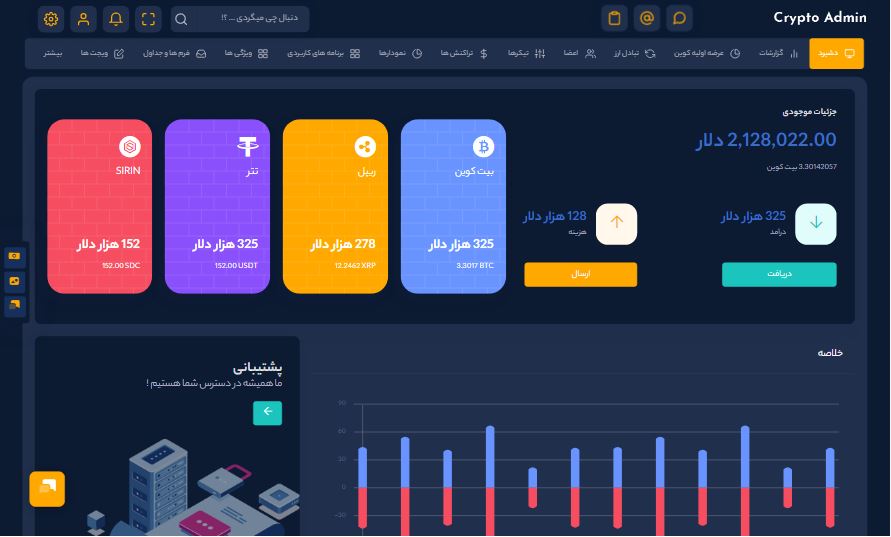 Crypto Admin
دنبال چی میگردی ... ؟!
دشبرد
گزارشات
عرضه اولیه کوین
تبادل ارز
اعضا
تیکرها
تراکنش ها
نمودارها
برنامه های کاربردی
ویژگی ها
فرم ها و جداول
ویجت ها
بیشتر
جزئیات موجودی
2,128,022.00 دلار
3.30142057 بیت کوین
325 هزار دلار
درآمد
128 هزار دلار
هزینه
دریافت
ارسال
بیت کوین
325 هزار دلار
3.3017 BTC
ریپل
278 هزار دلار
12.2462 XRP
تتر
325 هزار دلار
152.00 USDT
SIRIN
152 هزار دلار
152.00 SDC
خلاصه
90
60
30
0
-30
پشتیبانی
ما همیشه در دسترس شما هستیم !